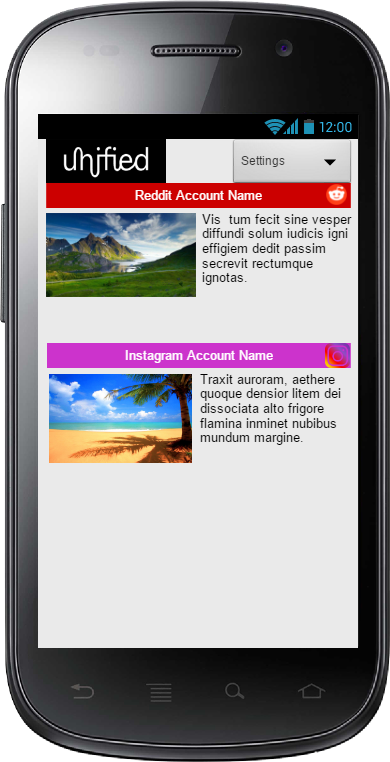 12:00
unified
Settings
Reddit Account Name
Vis  tum fecit sine vesper
diffundi solum iudicis igni
effigiem dedit passim
secrevit rectumque
ignotas.
Instagram Account Name
Traxit auroram, aethere
quoque densior litem dei
dissociata alto frigore
flamina inminet nubibus
mundum margine.